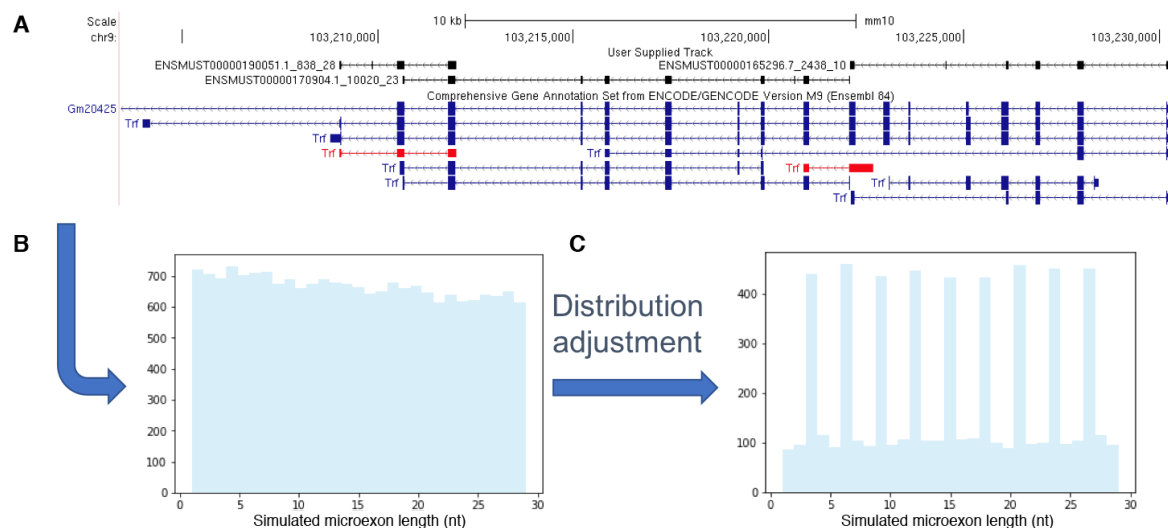 A
Scale
10 kb
mm10
chr9:
103,210,000
103,215,000
103,220,000
103,225,000
103,230,000
User Supplied Track
ENSMUST00000190051.1_838_28
ENSMUST00000165296.7_2438_10
ENSMUST00000170904.1_10020_23
Comprehensive Gene Annotation Set from ENCODE/GENCODE Version M9 (Ensembl 84)
Gm20425
Trf
Trf
Trf
Trf
Trf
Trf
Trf
Trf
Trf
B
700
600
500
400
300
200
100
0
0
5
10
15
20
25
30
Simulated microexon length (nt)
Distribution
adjustment
C
400
300
200
100
0
0
5
10
15
20
25
30
Simulated microexon length (nt)